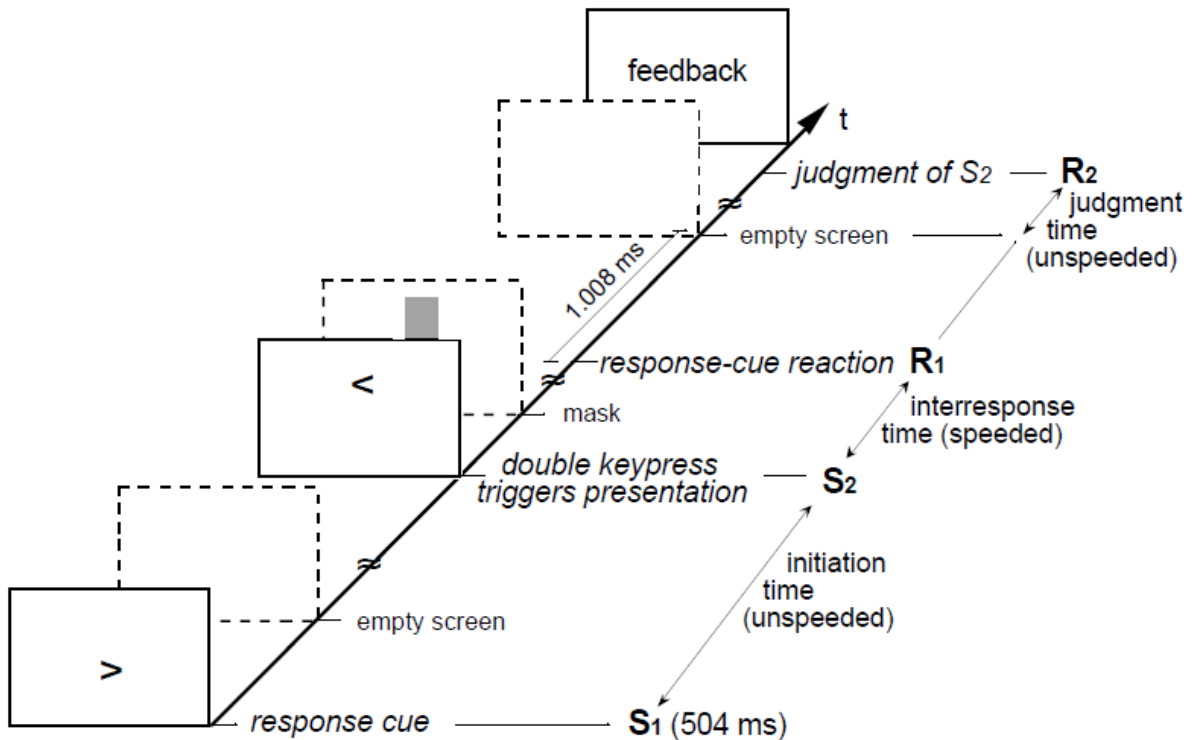 feedback
t
judgment of S2
R2
judgment
time
(unspeeded)
empty screen
1.008 ms
<
response-cue reaction
R1
mask
interresponse
time (speeded)
double keypress
triggers presentation
S2
initiation
time
(unspeeded)
empty screen
>
response cue
S1 (504 ms)